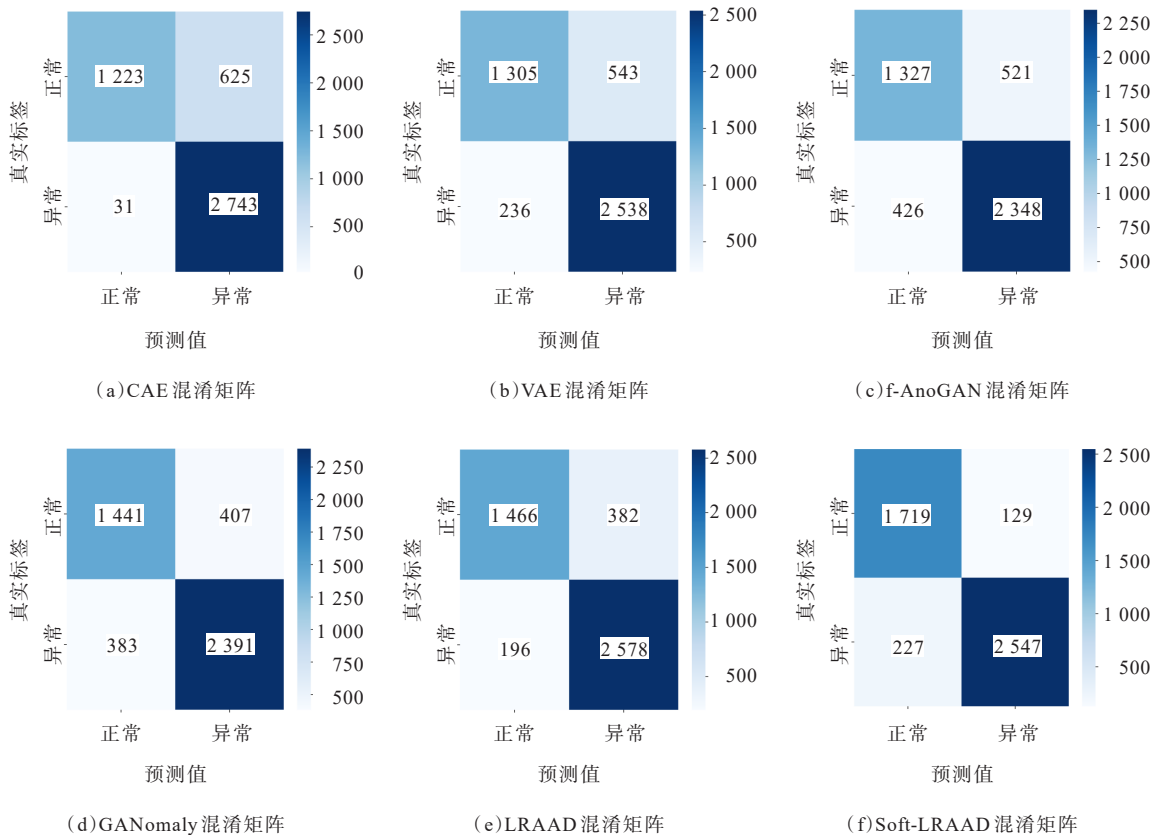 2 500
2 000
1 500
1 000
500
0
真实标签
正常
异常
1 223
625
31
2 743
正常
异常
预测值
(a)CAE混淆矩阵
2 500
2 000
1 500
1 000
500
真实标签
正常
异常
1 305
543
236
2 538
正常
异常
预测值
(b)VAE混淆矩阵
2 250
2 000
1 750
1 500
1 250
1 000
750
500
真实标签
正常
异常
1 327
521
426
2 348
正常
异常
预测值
(c)f-AnoGAN混淆矩阵
2 250
2 000
1 750
1 500
1 250
1 000
750
500
真实标签
正常
异常
1 441
407
383
2 391
正常
异常
预测值
(d)GANomaly混淆矩阵
2 500
2 000
1 500
1 000
500
真实标签
正常
异常
1 466
382
196
2 578
正常
异常
预测值
(e)LRAAD混淆矩阵
2 500
2 000
1 500
1 000
500
真实标签
正常
异常
1 719
129
227
2 547
正常
异常
预测值
(f)Soft-LRAAD混淆矩阵